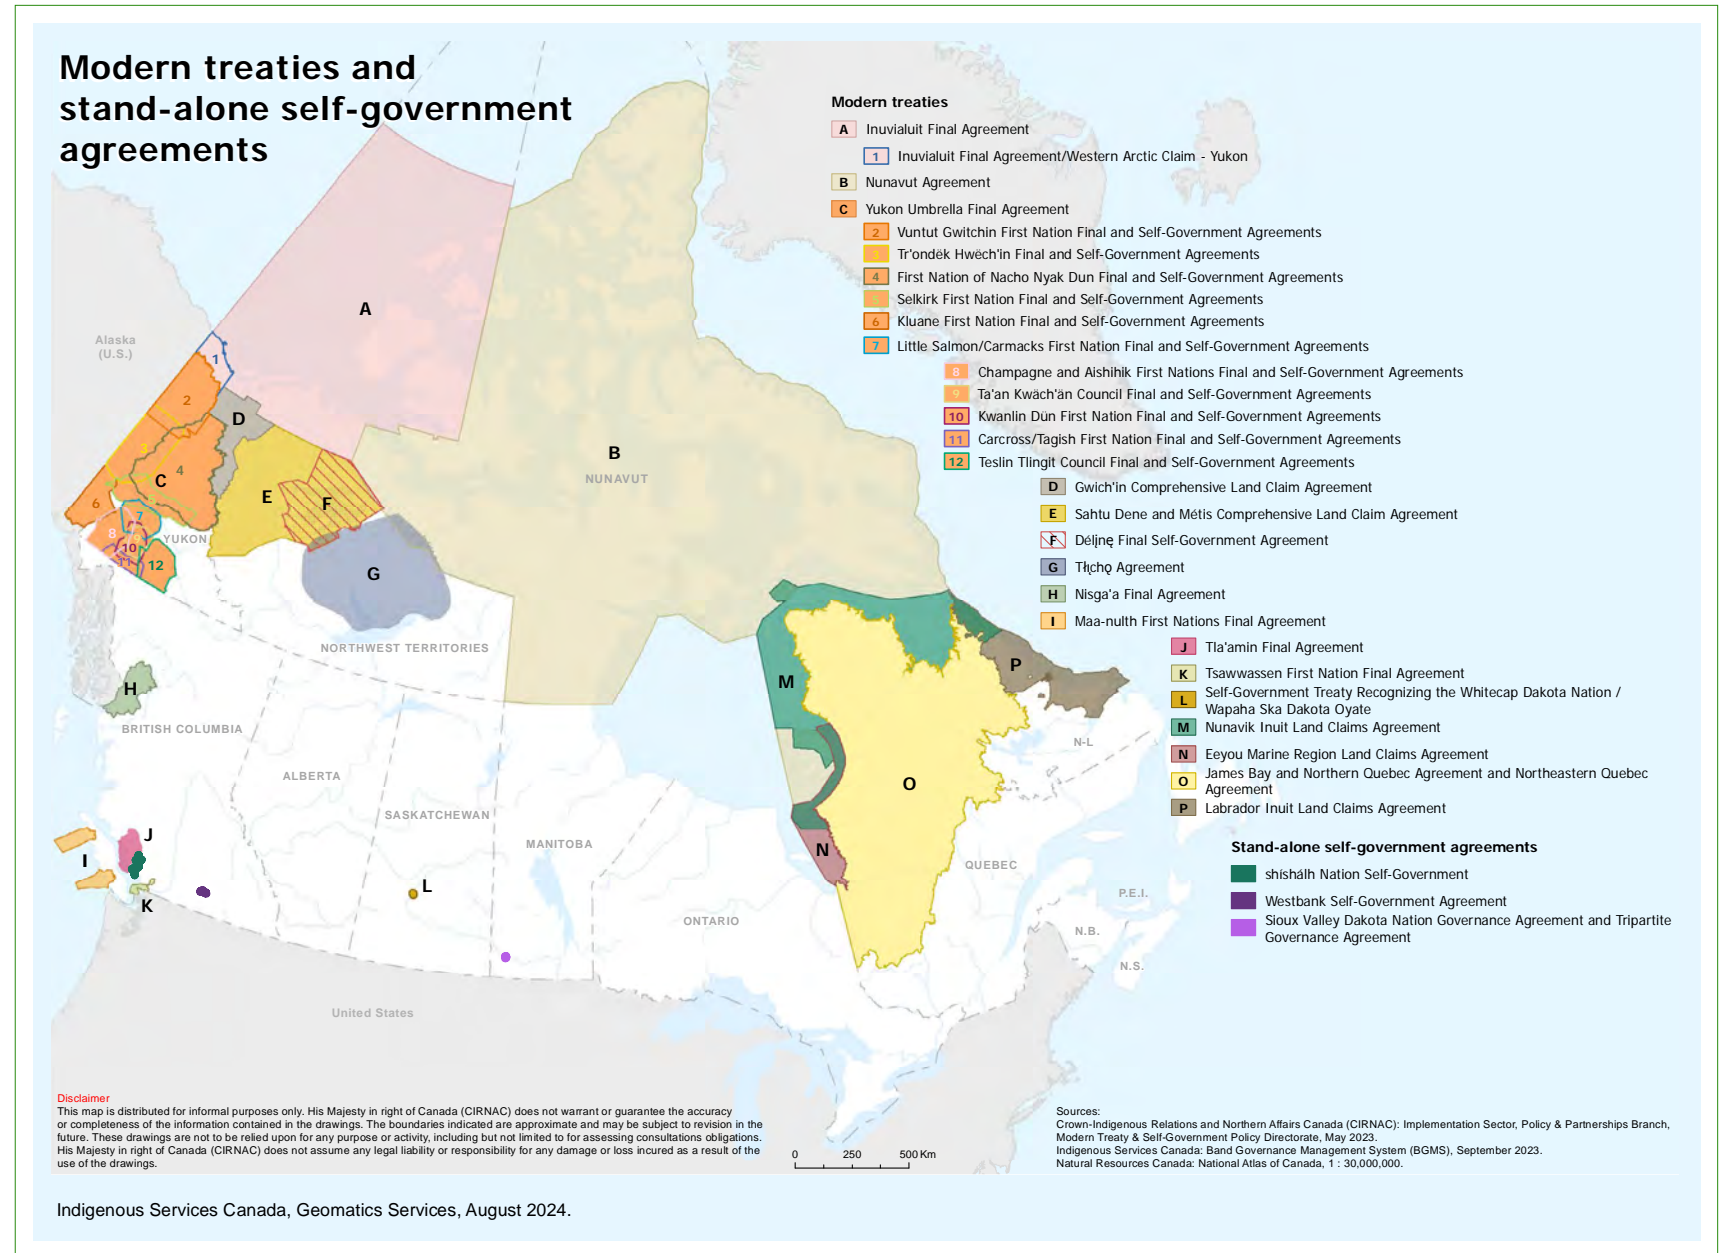 Modern treaties and
stand-alone self-government
agreements
Modern treaties
A Inuvialuit Final Agreement
1 Inuvialuit Final Agreement/Western Arctic Claim - Yukon
B Nunavut Agreement
C Yukon Umbrella Final Agreement
2 Vuntut Gwitchin First Nation Final and Self-Government Agreements
3 Tr'ondëk Hwëch'in Final and Self-Government Agreements
4 First Nation of Nacho Nyak Dun Final and Self-Government Agreements
5 Selkirk First Nation Final and Self-Government Agreements
6 Kluane First Nation Final and Self-Government Agreements
7 Little Salmon/Carmacks First Nation Final and Self-Government Agreements
8 Champagne and Aishihik First Nations Final and Self-Government Agreements
9 Ta'an Kwäch'än Council Final and Self-Government Agreements
10 Kwanlin Dün First Nation Final and Self-Government Agreements
11 Carcross/Tagish First Nation Final and Self-Government Agreements
12 Teslin Tlingit Council Final and Self-Government Agreements
D Gwich'in Comprehensive Land Claim Agreement
E Sahtu Dene and Métis Comprehensive Land Claim Agreement
F Délı̨nę Final Self-Government Agreement
G Tłı̨chǫ Agreement
H Nisga'a Final Agreement
I Maa-nulth First Nations Final Agreement
J Tla'amin Final Agreement
K Tsawwassen First Nation Final Agreement
L Self-Government Treaty Recognizing the Whitecap Dakota Nation /
Wapaha Ska Dakota Oyate
M Nunavik Inuit Land Claims Agreement
N Eeyou Marine Region Land Claims Agreement
O James Bay and Northern Quebec Agreement and Northeastern Quebec
Agreement
P Labrador Inuit Land Claims Agreement
Stand-alone self-government agreements
shíshálh Nation Self-Government
Westbank Self-Government Agreement
Sioux Valley Dakota Nation Governance Agreement and Tripartite
Governance Agreement
A
Alaska
(U.S.)
1
2
D
B
NUNAVUT
3
4
C
E
F
6
5
7
8
9
YUKON
10
11
12
G
NORTHWEST TERRITORIES
P
M
H
BRITISH COLUMBIA
N-L
ALBERTA
O
SASKATCHEWAN
J
MANITOBA
N
I
QUEBEC
L
K
P.E.I.
ONTARIO
N.B.
N.S.
United States
Disclaimer
This map is distributed for informal purposes only. His Majesty in right of Canada (CIRNAC) does not warrant or guarantee the accuracy
or completeness of the information contained in the drawings. The boundaries indicated are approximate and may be subject to revision in the
future. These drawings are not to be relied upon for any purpose or activity, including but not limited to for assessing consultations obligations.
His Majesty in right of Canada (CIRNAC) does not assume any legal liability or responsibility for any damage or loss incured as a result of the
use of the drawings.
0 250 500 Km
Sources:
Crown-Indigenous Relations and Northern Affairs Canada (CIRNAC): Implementation Sector, Policy & Partnerships Branch,
Modern Treaty & Self-Government Policy Directorate, May 2023.
Indigenous Services Canada: Band Governance Management System (BGMS), September 2023.
Natural Resources Canada: National Atlas of Canada, 1 : 30,000,000.
Indigenous Services Canada, Geomatics Services, August 2024.